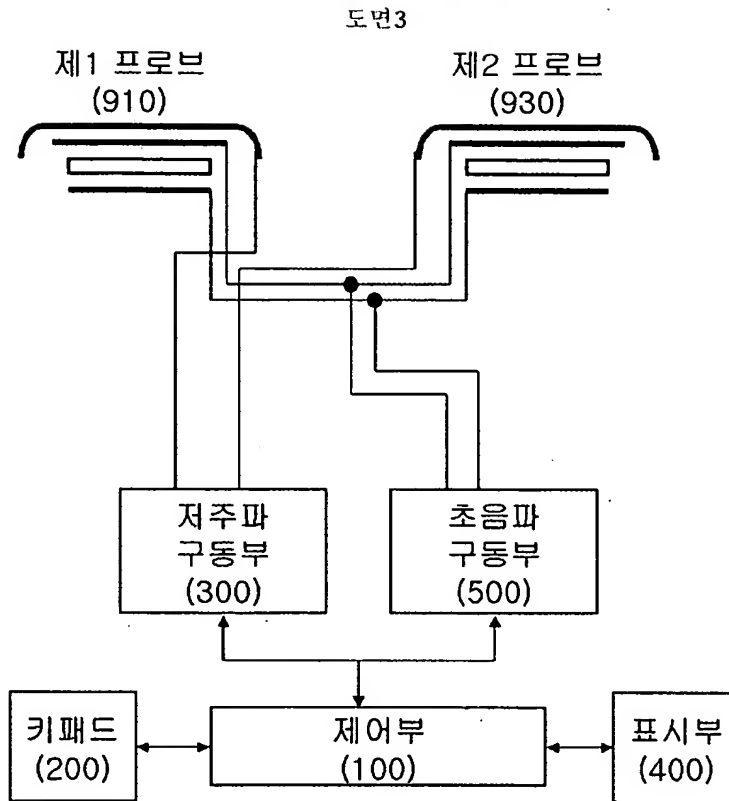 도면3
제1 프로브
(910)
제2 프로브
(930)
저주파
구동부
(300)
초음파
구동부
(500)
키패드
(200)
제어부
(100)
표시부
(400)